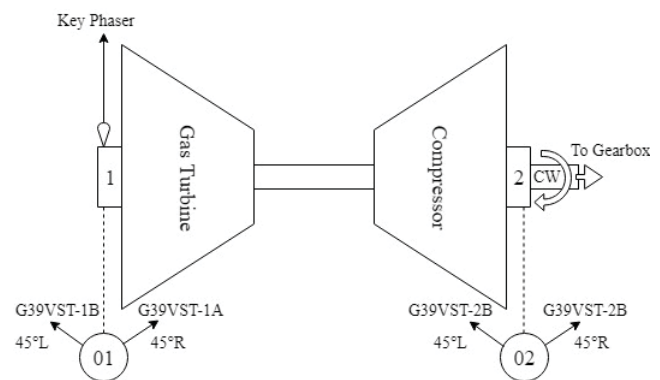 Key Phaser
Gas Turbine
Compressor
To Gearbox
1
2
CW
G39VST-1B
G39VST-1A
G39VST-2B
G39VST-2B
45°L
01
45°R
45°L
02
45°R